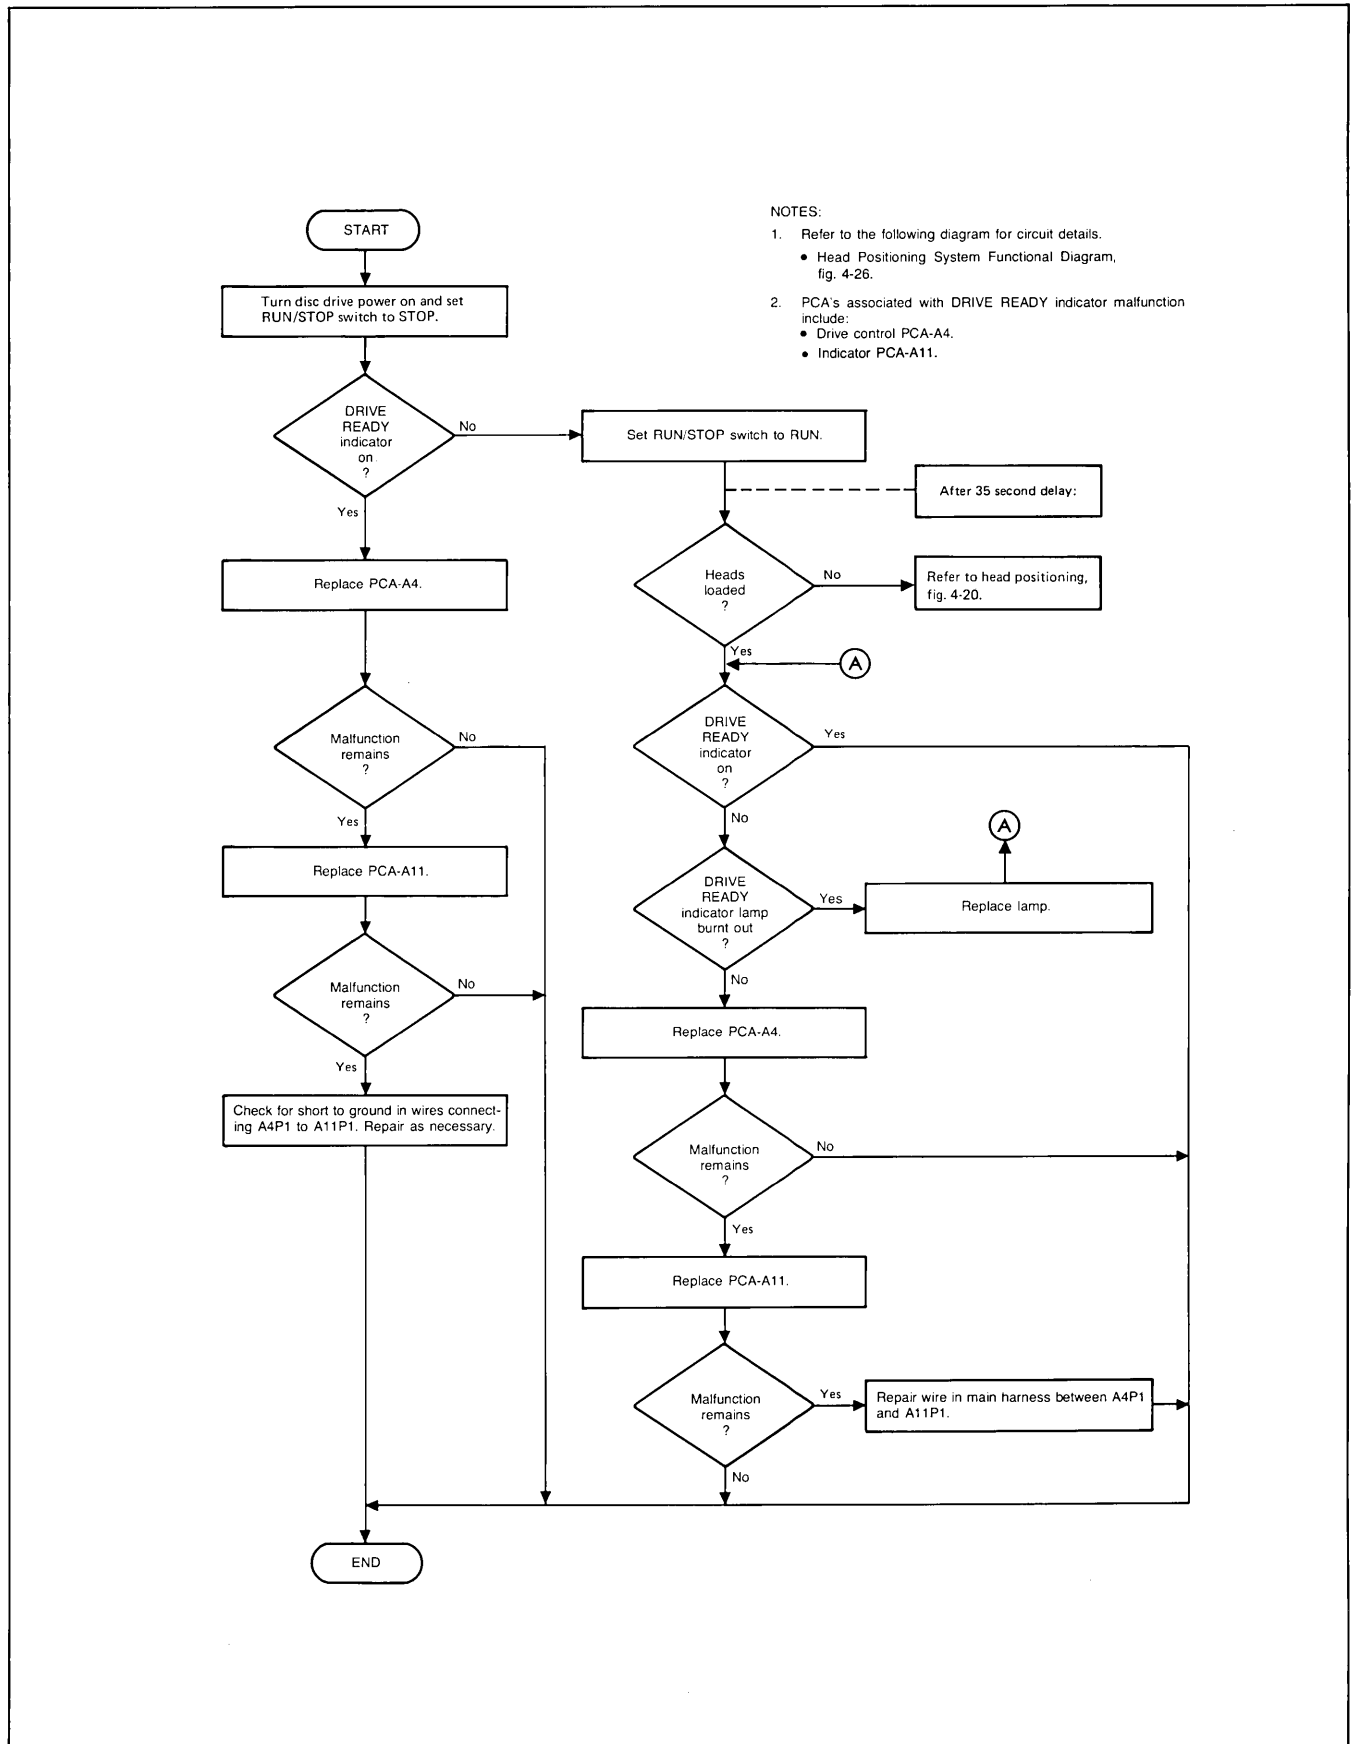 NOTES:
1. Refer to the following diagram for circuit details.
• Head Positioning System Functional Diagram,
fig. 4-26.
2. PCA's associated with DRIVE READY indicator malfunction
include:
• Drive control PCA-A4.
• Indicator PCA-A11.
START
Turn disc drive power on and set
RUN/STOP switch to STOP.
DRIVE
READY
indicator
on
?
No
Yes
Replace PCA-A4.
Malfunction
remains
?
No
Yes
Replace PCA-A11.
Malfunction
remains
?
No
Yes
Check for short to ground in wires connect-
ing A4P1 to A11P1. Repair as necessary.
END
Set RUN/STOP switch to RUN.
After 35 second delay:
Heads
loaded
?
No
Refer to head positioning,
fig. 4-20.
Yes
A
DRIVE
READY
indicator
on
?
Yes
No
A
DRIVE
READY
indicator lamp
burnt out
?
Yes
Replace lamp.
No
Replace PCA-A4.
Malfunction
remains
?
No
Yes
Replace PCA-A11.
Malfunction
remains
?
Yes
Repair wire in main harness between A4P1
and A11P1.
No